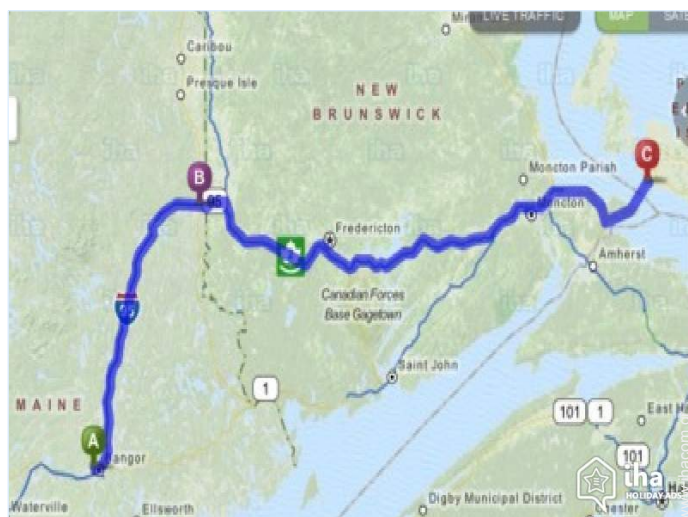 LIVE TRAFFIC
MAP
Caribou
Presque Isle
NEW
BRUNSWICK
B
95
C
Moncton Parish
Moncton
Fredericton
Amherst
Canadian Forces
Base Gagetown
Saint John
1
MAINE
A
Bangor
Waterville
Ellsworth
101
1
East Ha
101
Digby Municipal District
Chester
iha
HOLIDAY ADS